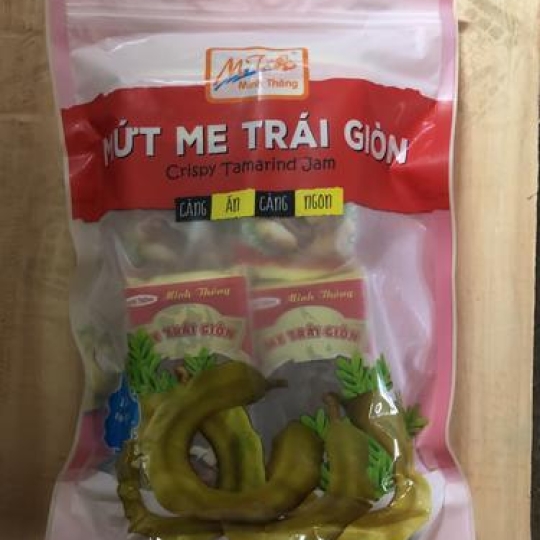 Minh Thông
MỨT ME TRÁI GIÒN
Crispy Tamarind Jam
CÀNG ĂN CÀNG NGON
Minh Thông
Minh Thông
ME TRÁI GIÒN
ME TRÁI GIÒN